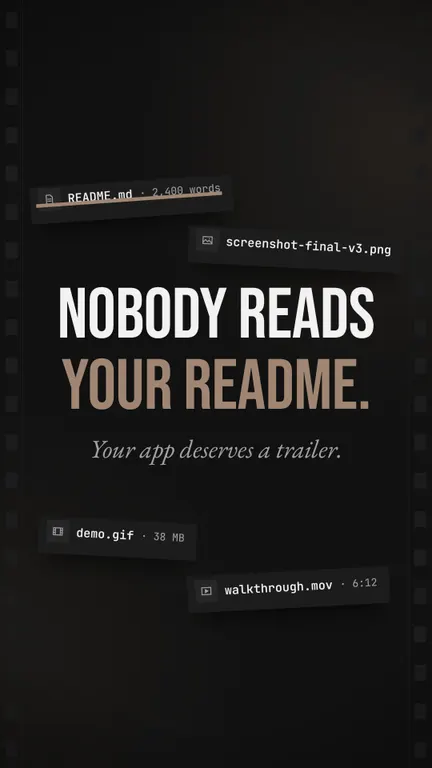 README.md · 2,400 words
screenshot-final-v3.png
NOBODY READS
YOUR README.
Your app deserves a trailer.
demo.gif · 38 MB
walkthrough.mov · 6:12